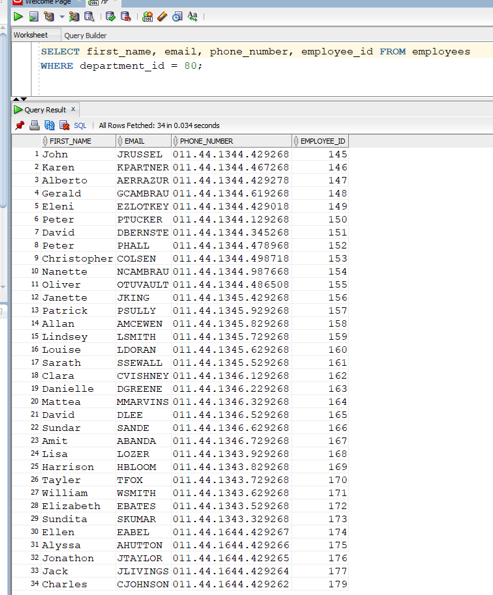 Welcome Page
Worksheet Query Builder
SELECT first_name, email, phone_number, employee_id FROM employees
WHERE department_id = 80;
Query Result
SQL | All Rows Fetched: 34 in 0.034 seconds
FIRST_NAME EMAIL PHONE_NUMBER EMPLOYEE_ID
1 John JRUSSEL 011.44.1344.429268 145
2 Karen KPARTNER 011.44.1344.467268 146
3 Alberto AERRAZUR 011.44.1344.429278 147
4 Gerald GCAMBRAU 011.44.1344.619268 148
5 Eleni EZLOTKEY 011.44.1344.429018 149
6 Peter PTUCKER 011.44.1344.129268 150
7 David DBERNSTE 011.44.1344.345268 151
8 Peter PHALL 011.44.1344.478968 152
9 Christopher COLSEN 011.44.1344.498718 153
10 Nanette NCAMBRAU 011.44.1344.987668 154
11 Oliver OTUVAULT 011.44.1344.486508 155
12 Janette JKING 011.44.1345.429268 156
13 Patrick PSULLY 011.44.1345.929268 157
14 Allan AMCEWEN 011.44.1345.829268 158
15 Lindsey LSMITH 011.44.1345.729268 159
16 Louise LDORAN 011.44.1345.629268 160
17 Sarath SSEWALL 011.44.1345.529268 161
18 Clara CVISHNEY 011.44.1346.129268 162
19 Danielle DGREENE 011.44.1346.229268 163
20 Mattea MMARVINS 011.44.1346.329268 164
21 David DLEE 011.44.1346.529268 165
22 Sundar SANDE 011.44.1346.629268 166
23 Amit ABANDA 011.44.1346.729268 167
24 Lisa LOZER 011.44.1343.929268 168
25 Harrison HBLOOM 011.44.1343.829268 169
26 Tayler TFOX 011.44.1343.729268 170
27 William WSMITH 011.44.1343.629268 171
28 Elizabeth EBATES 011.44.1343.529268 172
29 Sundita SKUMAR 011.44.1343.329268 173
30 Ellen EABEL 011.44.1644.429267 174
31 Alyssa AHUTTON 011.44.1644.429266 175
32 Jonathon JTAYLOR 011.44.1644.429265 176
33 Jack JLIVINGS 011.44.1644.429264 177
34 Charles CJOHNSON 011.44.1644.429262 179